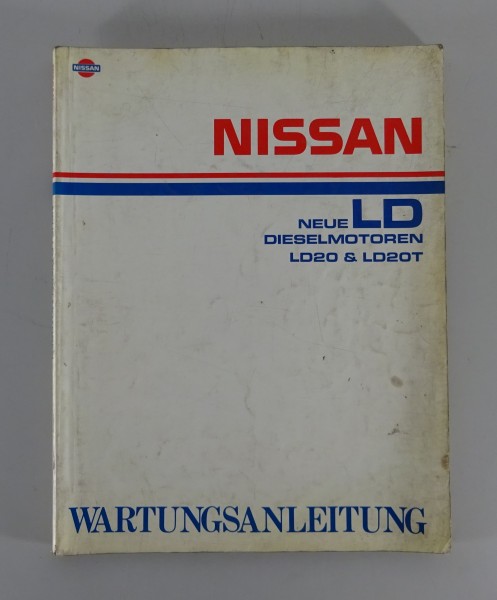 NISSAN
NISSAN
NEUE LD
DIESELMOTOREN
LD20 & LD20T
WARTUNGSANLEITUNG